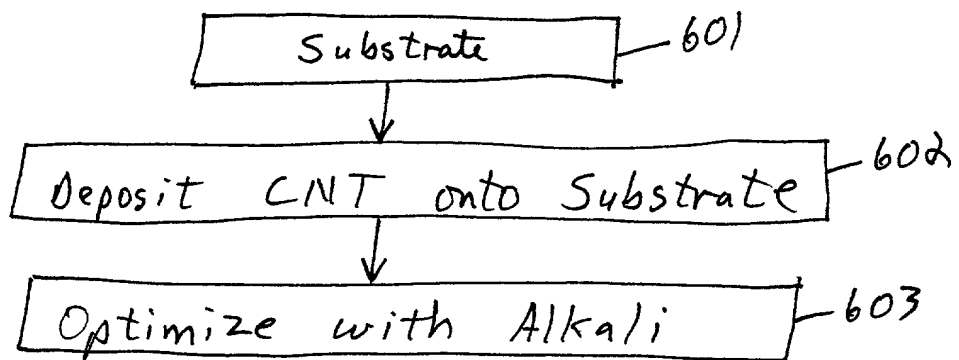 Substrate 601
Deposit CNT onto Substrate 602
Optimize with Alkali 603